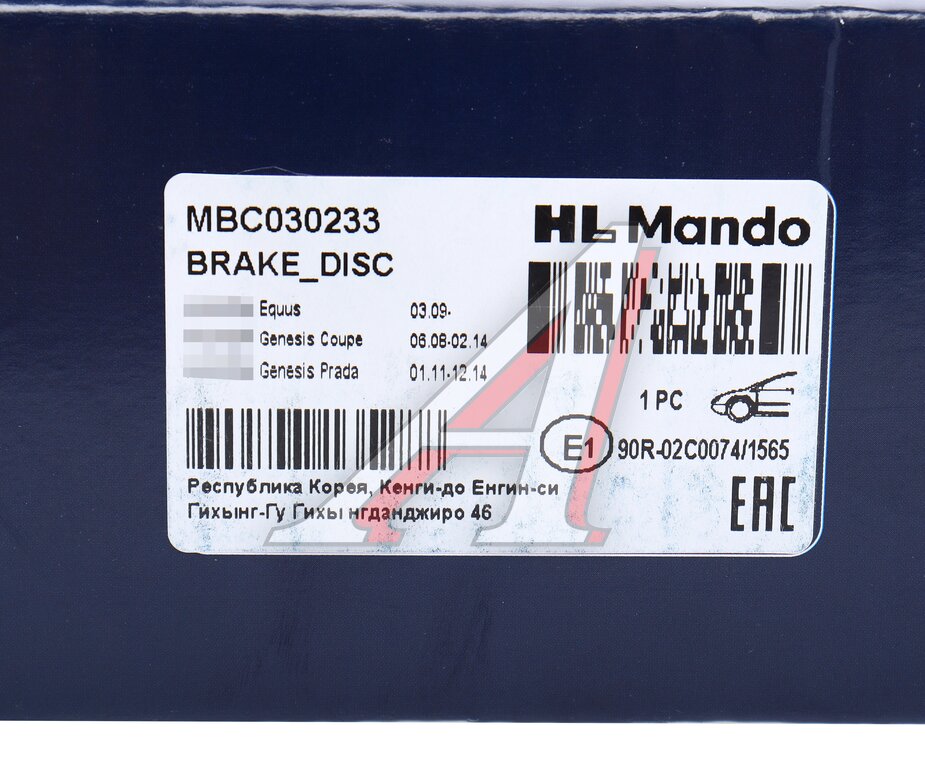 MBC030233
BRAKE_DISC
HL Mando
Equus 03.09-
Genesis Coupe 06.08-02.14
Genesis Prada 01.11-12.14
1 PC
E1 90R-02C0074/1565
Республика Корея, Кенги-до Енгин-си
Гихынг-Гу Гихы нгданджиро 46
EAC